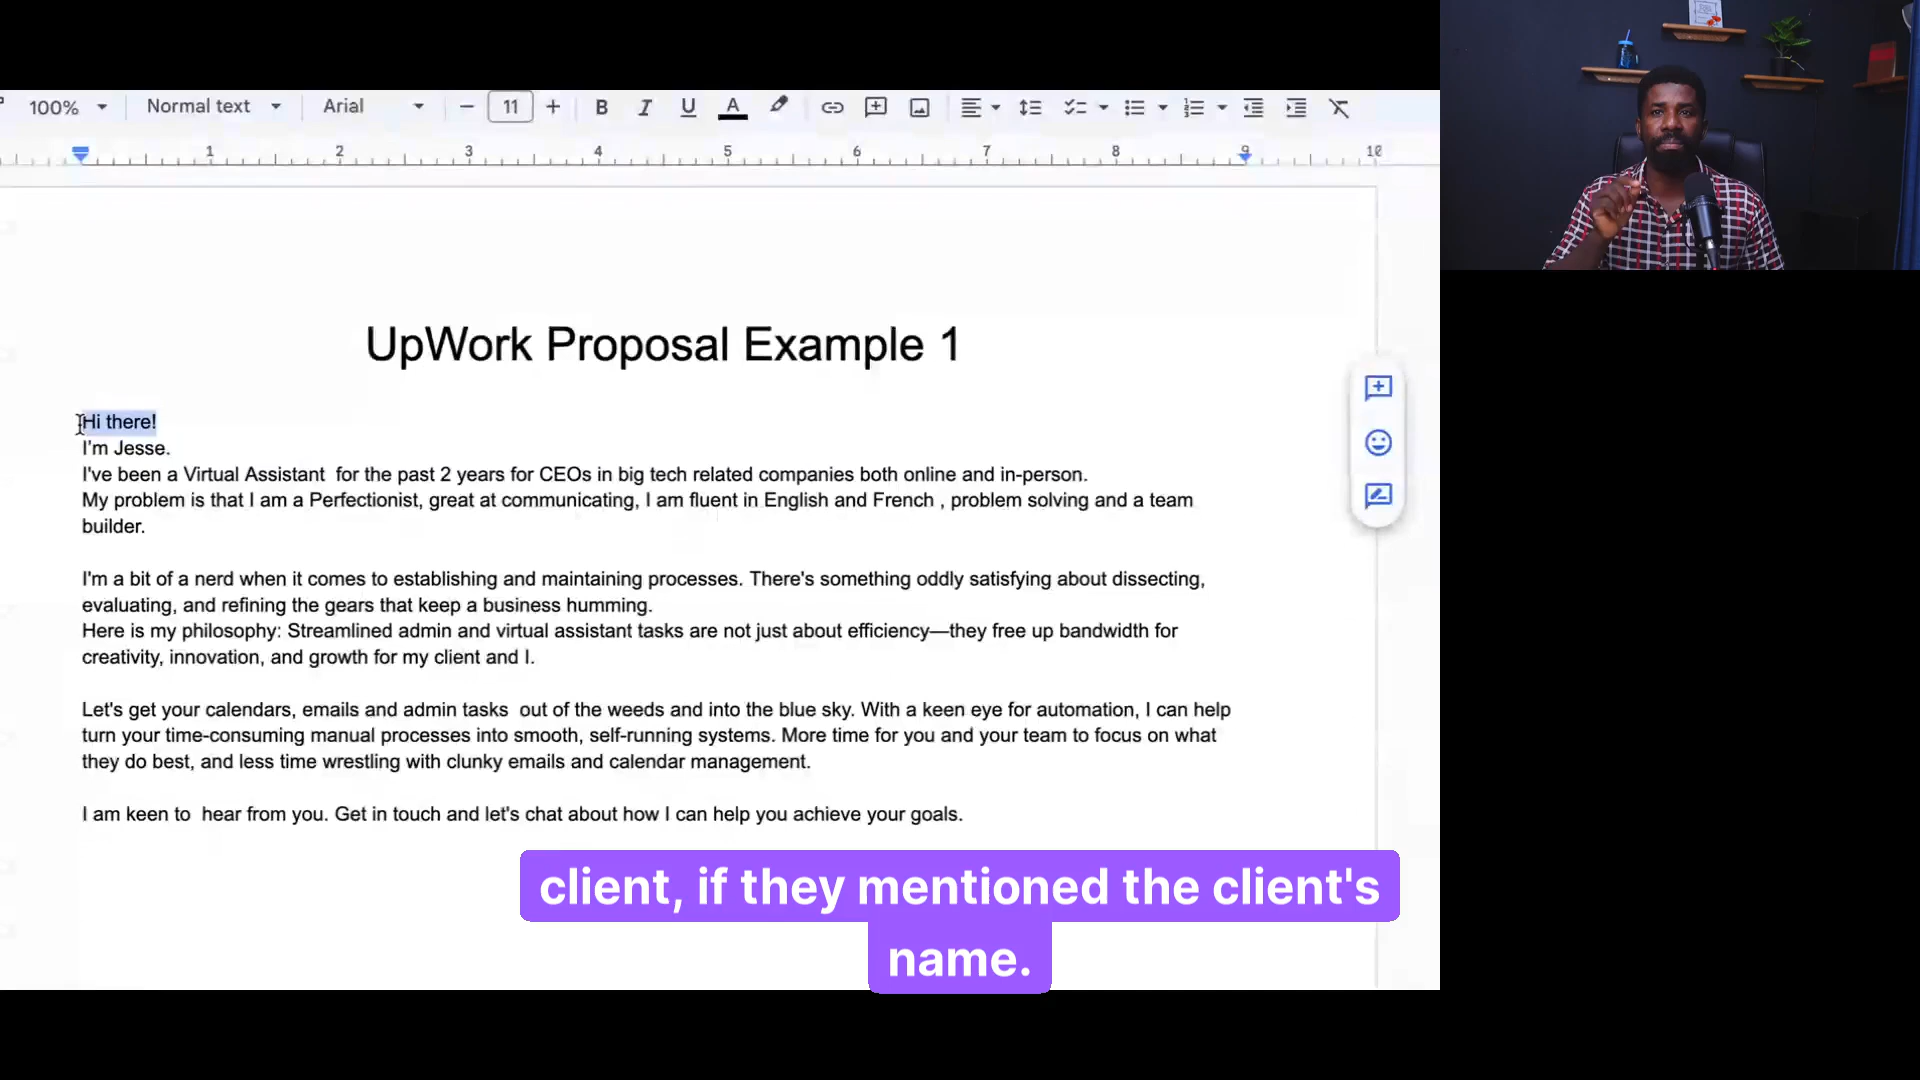 100% Normal text Arial 11 B I U A
1 2 3 4 5 6 7 8 9 10
UpWork Proposal Example 1
Hi there!
I'm Jesse.
I've been a Virtual Assistant  for the past 2 years for CEOs in big tech related companies both online and in-person.
My problem is that I am a Perfectionist, great at communicating, I am fluent in English and French , problem solving and a team
builder.
I'm a bit of a nerd when it comes to establishing and maintaining processes. There's something oddly satisfying about dissecting,
evaluating, and refining the gears that keep a business humming.
Here is my philosophy: Streamlined admin and virtual assistant tasks are not just about efficiency—they free up bandwidth for
creativity, innovation, and growth for my client and I.
Let's get your calendars, emails and admin tasks  out of the weeds and into the blue sky. With a keen eye for automation, I can help
turn your time-consuming manual processes into smooth, self-running systems. More time for you and your team to focus on what
they do best, and less time wrestling with clunky emails and calendar management.
I am keen to  hear from you. Get in touch and let's chat about how I can help you achieve your goals.
client, if they mentioned the client's
name.